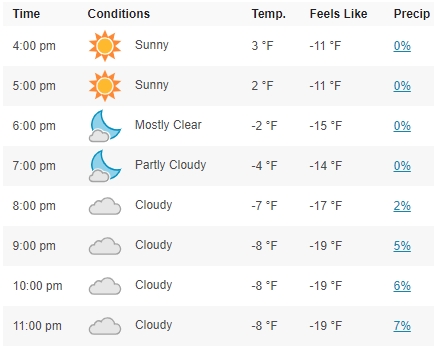 Time Conditions Temp. Feels Like Precip
4:00 pm Sunny 3 °F -11 °F 0%
5:00 pm Sunny 2 °F -11 °F 0%
6:00 pm Mostly Clear -2 °F -15 °F 0%
7:00 pm Partly Cloudy -4 °F -14 °F 0%
8:00 pm Cloudy -7 °F -17 °F 2%
9:00 pm Cloudy -8 °F -19 °F 5%
10:00 pm Cloudy -8 °F -19 °F 6%
11:00 pm Cloudy -8 °F -19 °F 7%